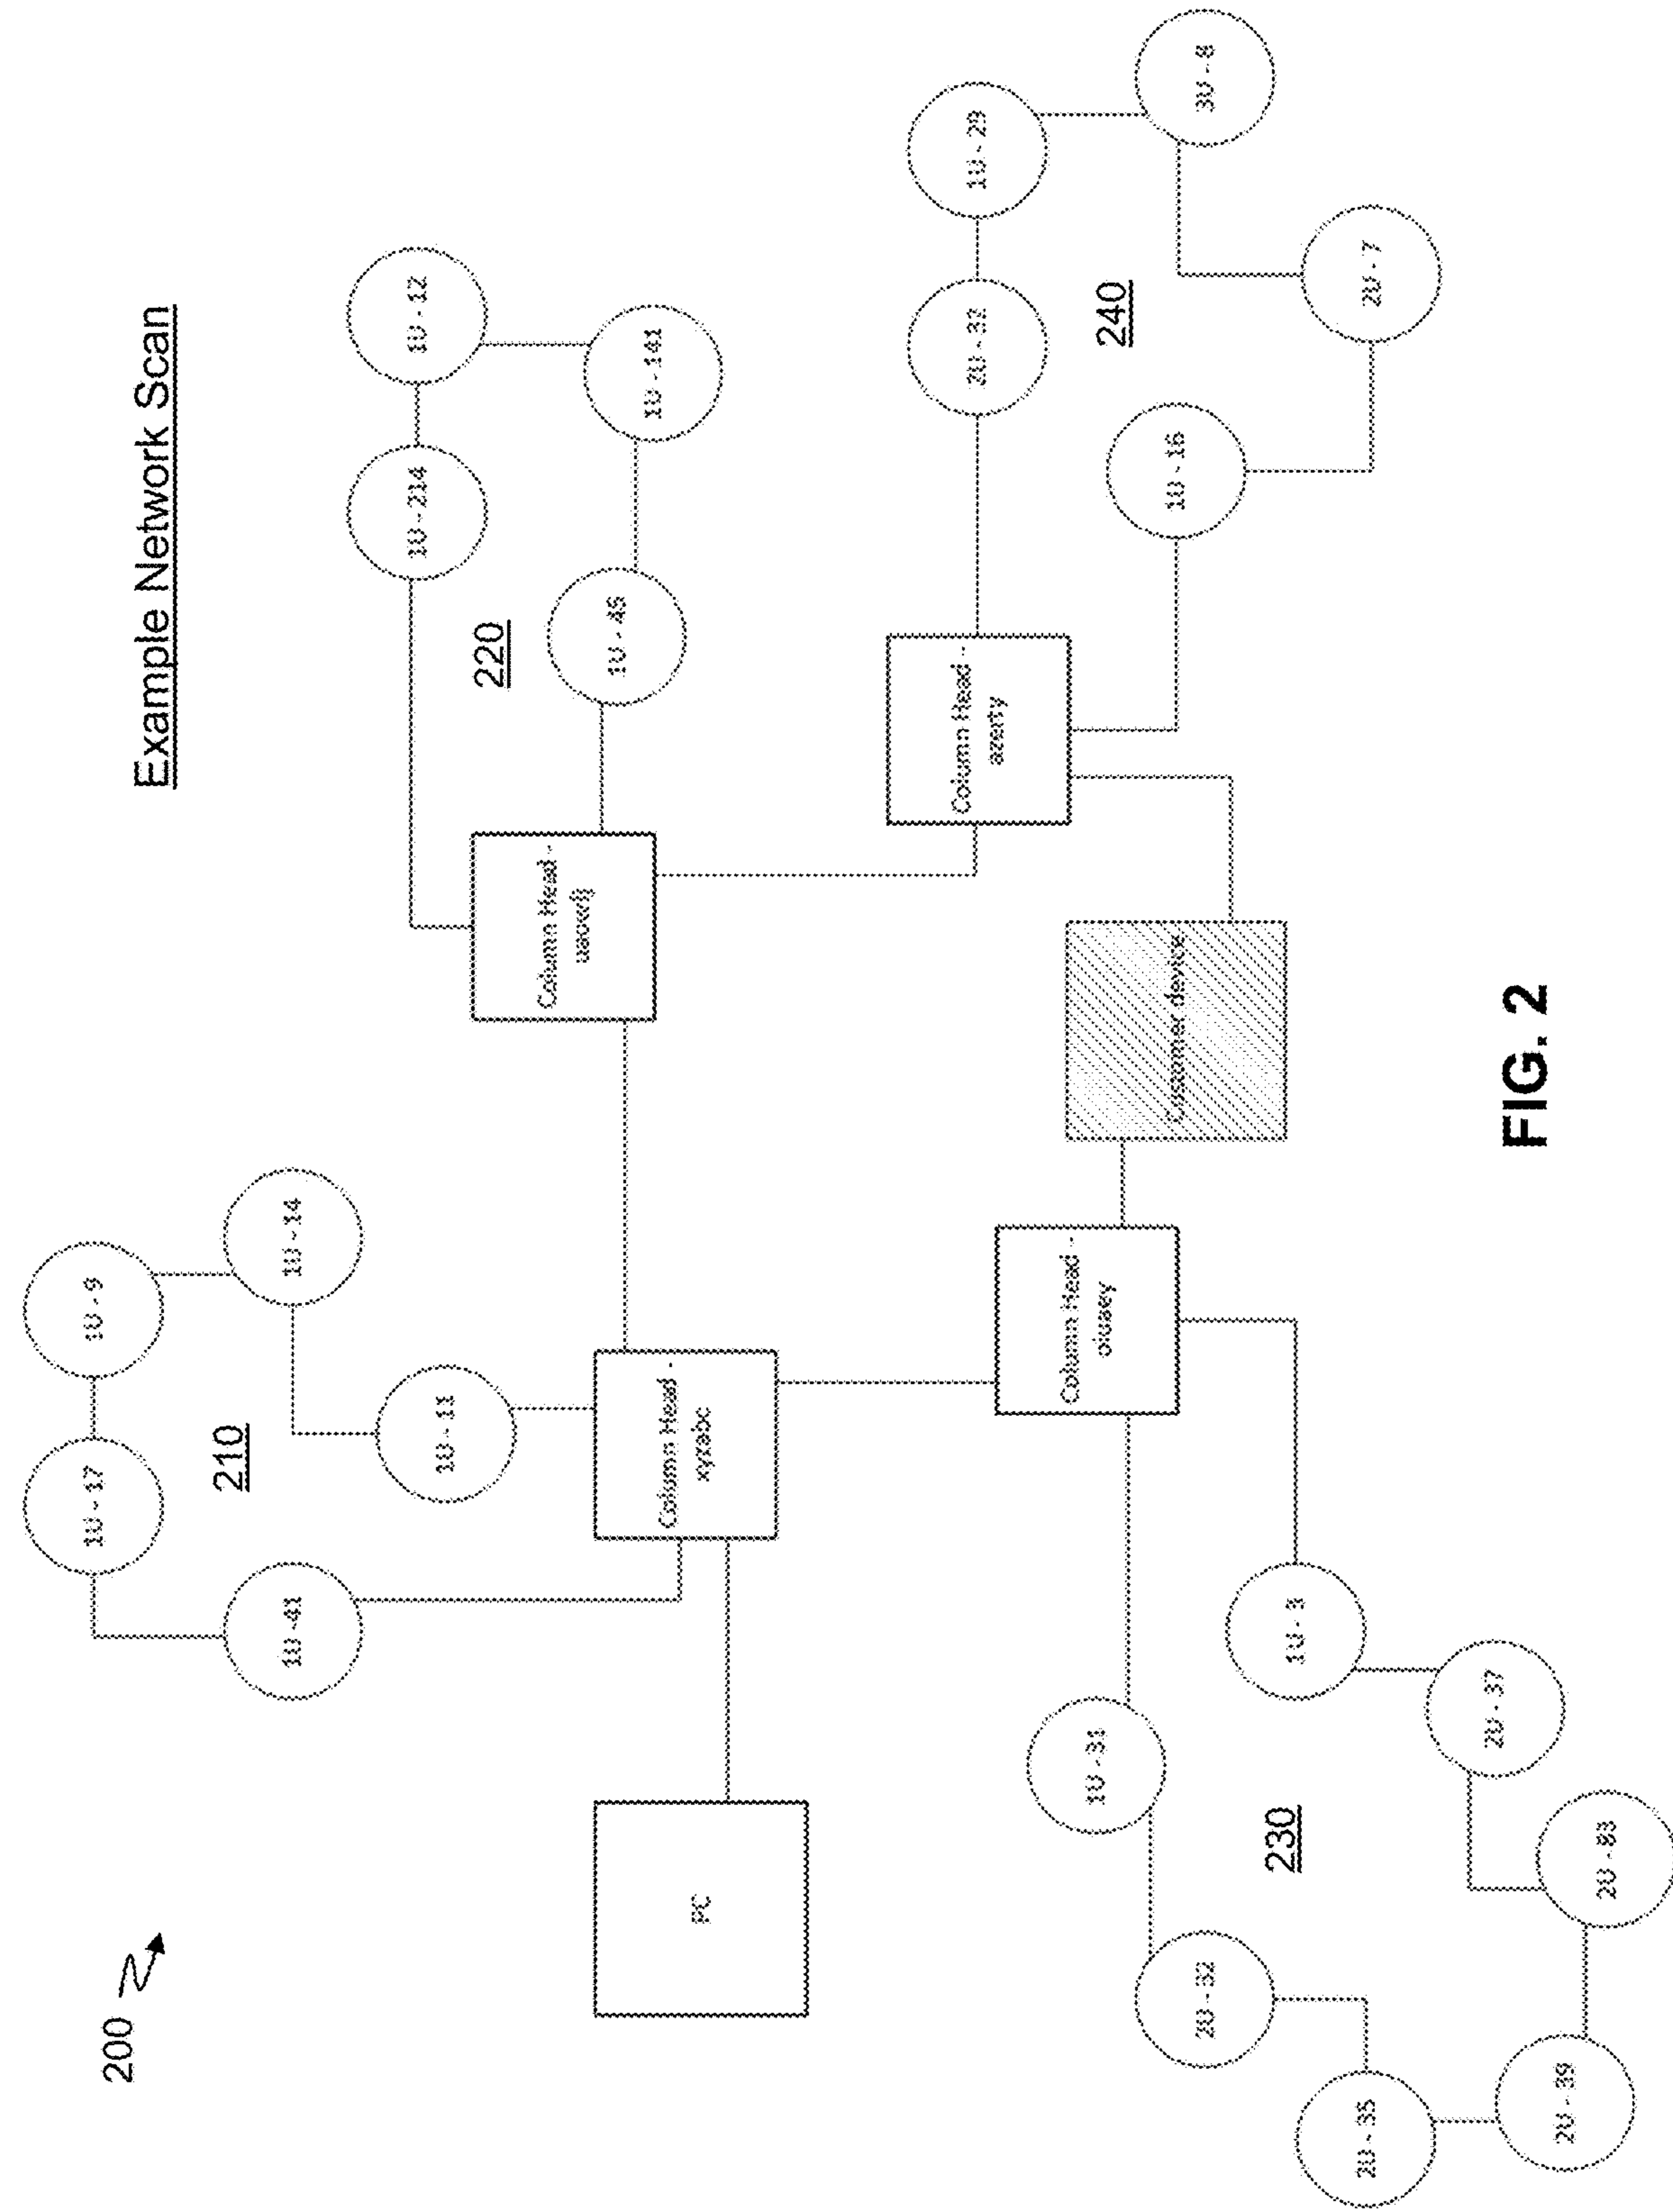 200
Example Network Scan
1U - 17
1U - 9
1U -41
210
1U - 14
1U - 11
1U - 214
1U - 12
220
1U - 45
1U - 141
PC
Column Head -
xyzabc
Column Head -
uaowfj
Column Head -
azerty
2U - 32
1U - 29
240
1U - 16
3U - 8
2U - 7
Column Head -
oiuaey
Customer device
1U - 31
2U - 32
230
1U - 3
2U - 35
2U - 37
2U - 39
2U - 83
FIG. 2